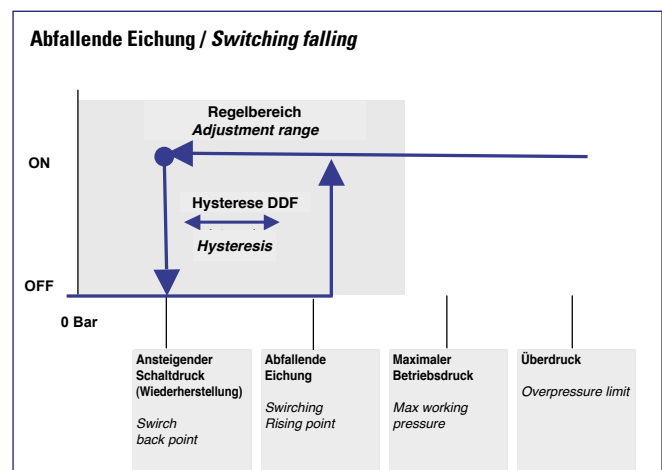 Abfallende Eichung / Switching falling
Regelbereich
Adjustment range
ON
Hysterese DDF
Hysteresis
OFF
0 Bar
Ansteigender
Schaltdruck
(Wiederherstellung)
Swirch
back point
Abfallende
Eichung
Swirching
Rising point
Maximaler
Betriebsdruck
Max working
pressure
Überdruck
Overpressure limit